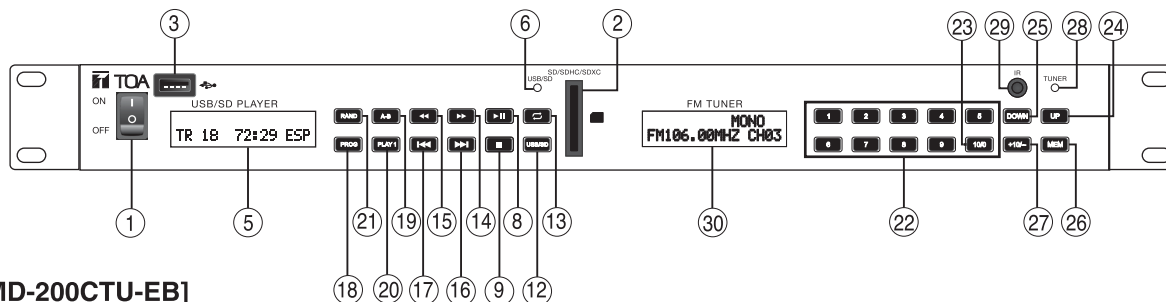 3
6
2
23
29
25
28
24
TOA
USB/SD
SD/SDHC/SDXC
IR
TUNER
ON
OFF
I
O
USB/SD PLAYER
TR 18 72:29 ESP
RAND
A-B
PROG
PLAY 1
USB/SD
FM TUNER
MONO
FM106.00MHZ CH03
1
2
3
4
5
DOWN
UP
6
7
8
9
10/0
+10/–
MEM
1
5
21
19
15
14
8
13
30
22
27
26
18
20
17
16
9
12
MD-200CTU-EB]